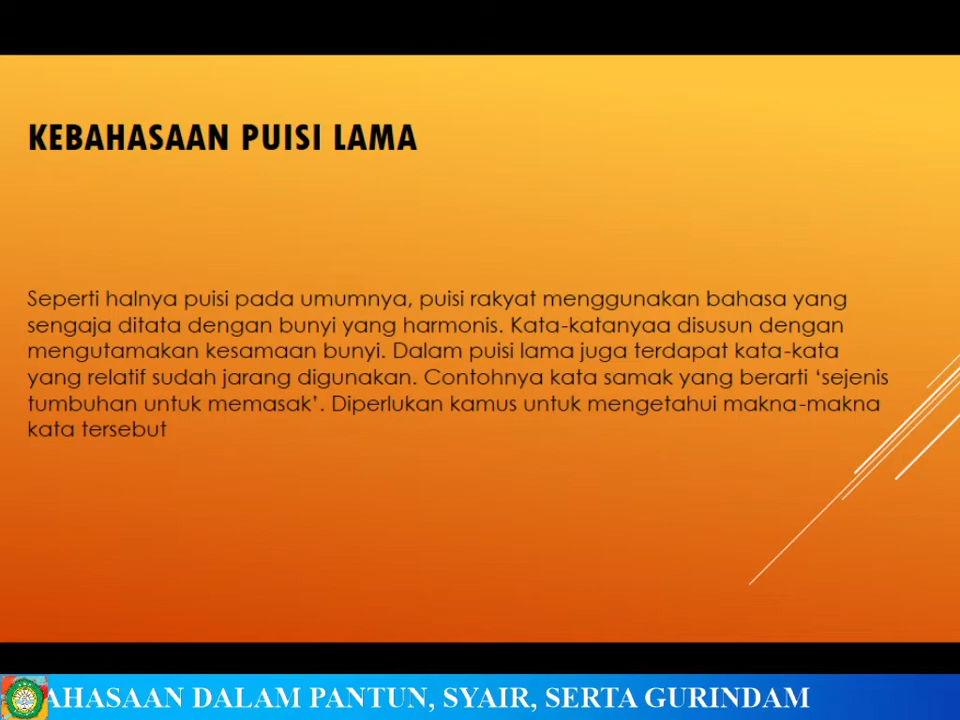 KEBAHASAAN PUISI LAMA
Seperti halnya puisi pada umumnya, puisi rakyat menggunakan bahasa yang
sengaja ditata dengan bunyi yang harmonis. Kata-katanyaa disusun dengan
mengutamakan kesamaan bunyi. Dalam puisi lama juga terdapat kata-kata
yang relatif sudah jarang digunakan. Contohnya kata samak yang berarti ‘sejenis
tumbuhan untuk memasak’. Diperlukan kamus untuk mengetahui makna-makna
kata tersebut
AHASAAN DALAM PANTUN, SYAIR, SERTA GURINDAM